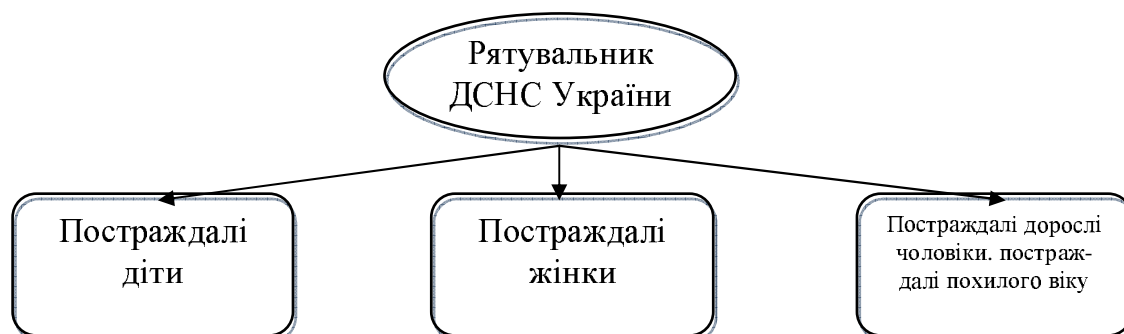 Рятувальник
ДСНС України
Постраждалі
діти
Постраждалі
жінки
Постраждалі дорослі
чоловіки. постраж-
далі похилого віку